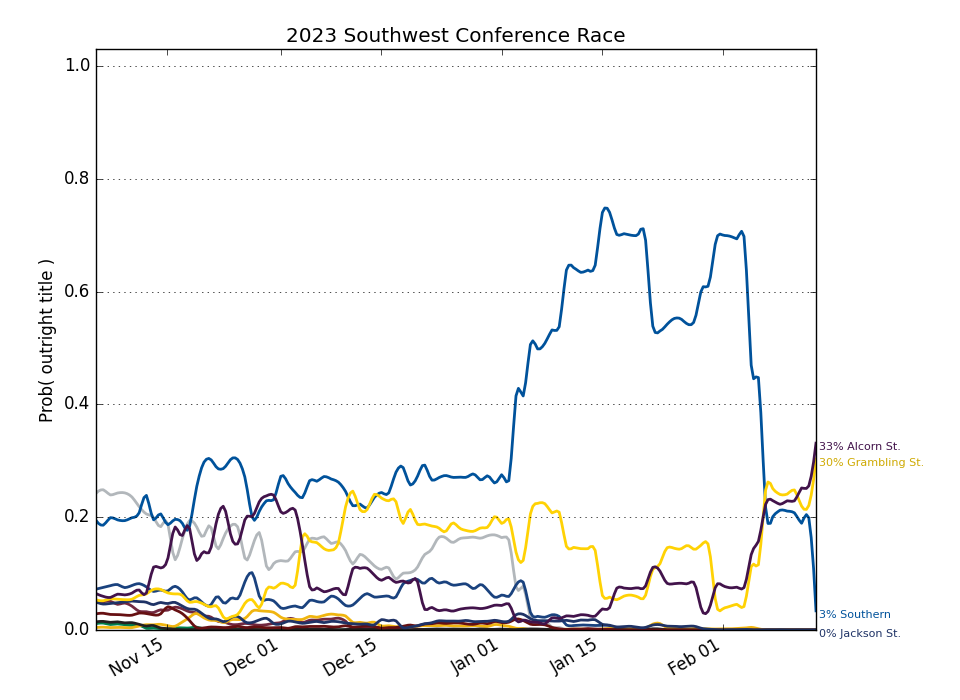 2023 Southwest Conference Race
Prob( outright title )
1.0
0.8
0.6
0.4
0.2
0.0
33% Alcorn St.
30% Grambling St.
3% Southern
0% Jackson St.
Nov 15
Dec 01
Dec 15
Jan 01
Jan 15
Feb 01